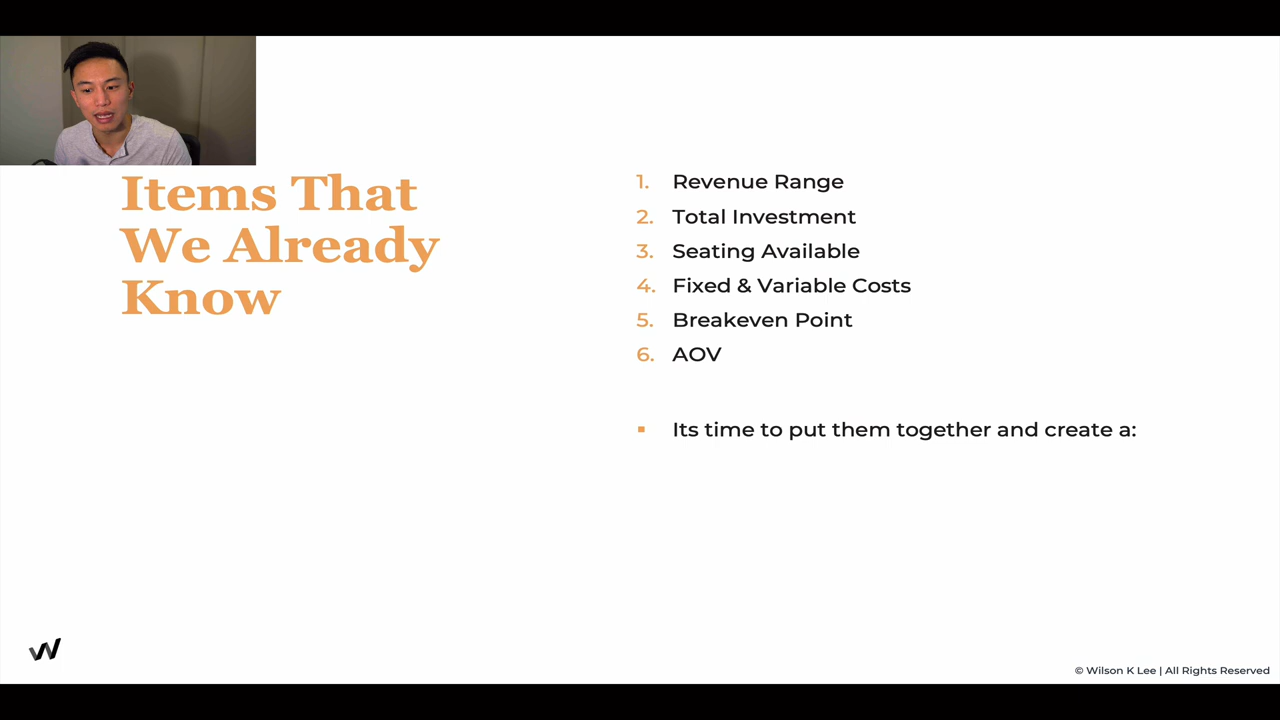 Items That
We Already
Know
1. Revenue Range
2. Total Investment
3. Seating Available
4. Fixed & Variable Costs
5. Breakeven Point
6. AOV
▪ Its time to put them together and create a:
W
© Wilson K Lee | All Rights Reserved